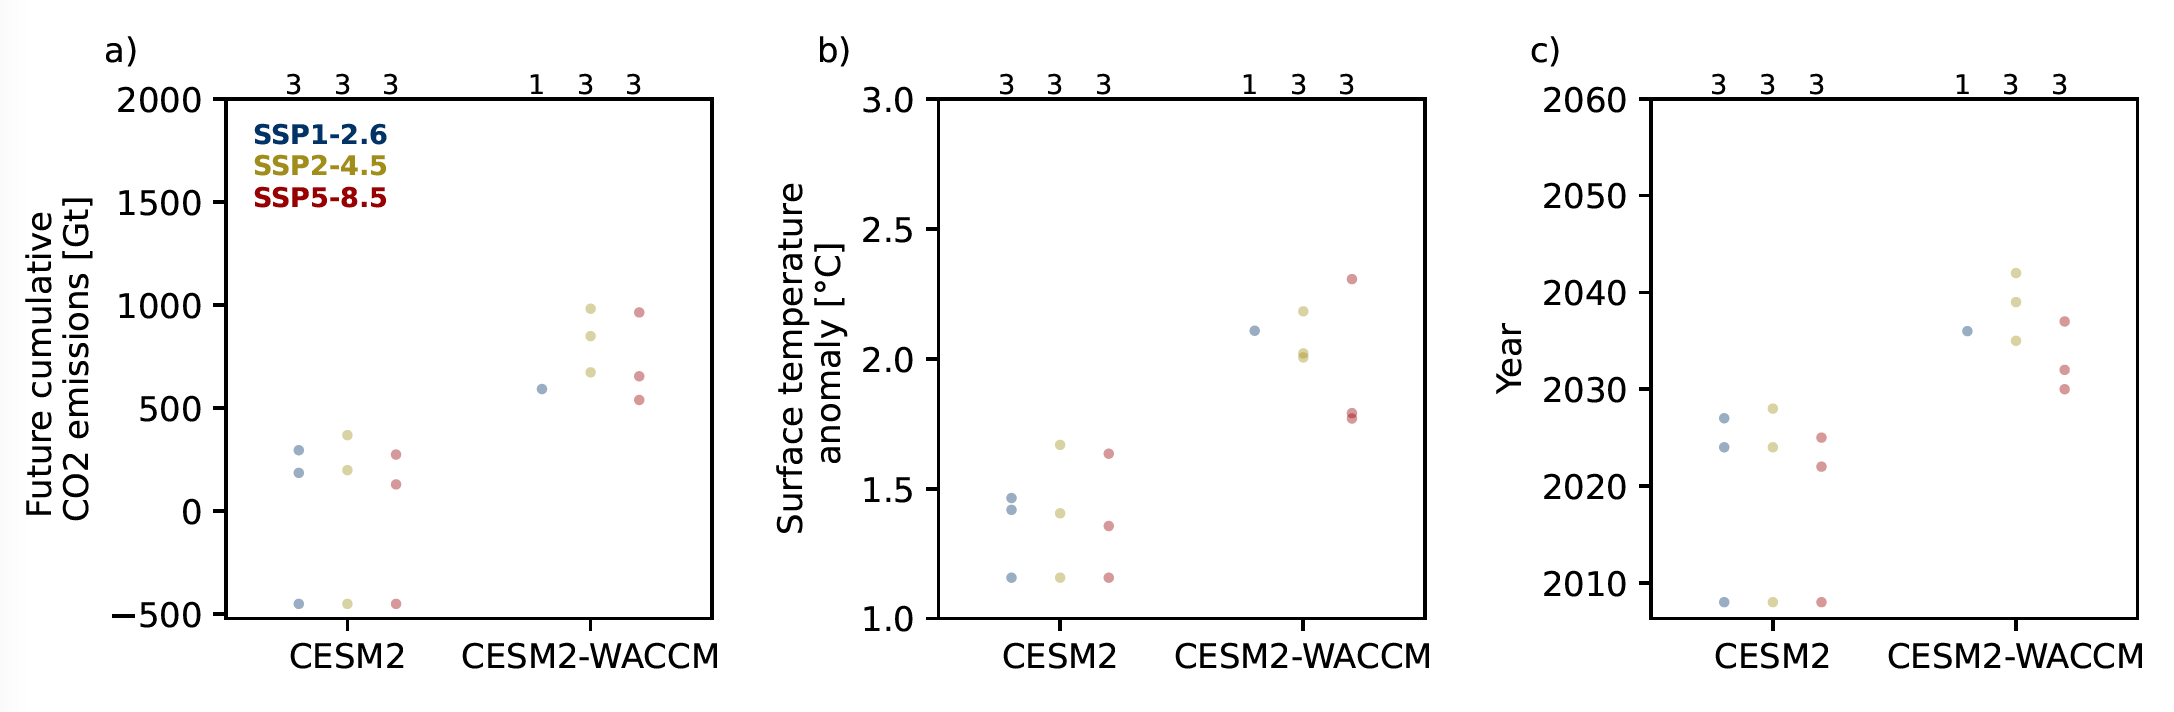 a)
3 3 3 1 3 3
2000
1500
1000
500
0
−500
Future cumulative
CO2 emissions [Gt]
SSP1-2.6
SSP2-4.5
SSP5-8.5
CESM2 CESM2-WACCM
b)
3 3 3 1 3 3
3.0
2.5
2.0
1.5
1.0
Surface temperature
anomaly [°C]
CESM2 CESM2-WACCM
c)
3 3 3 1 3 3
2060
2050
2040
2030
2020
2010
Year
CESM2 CESM2-WACCM